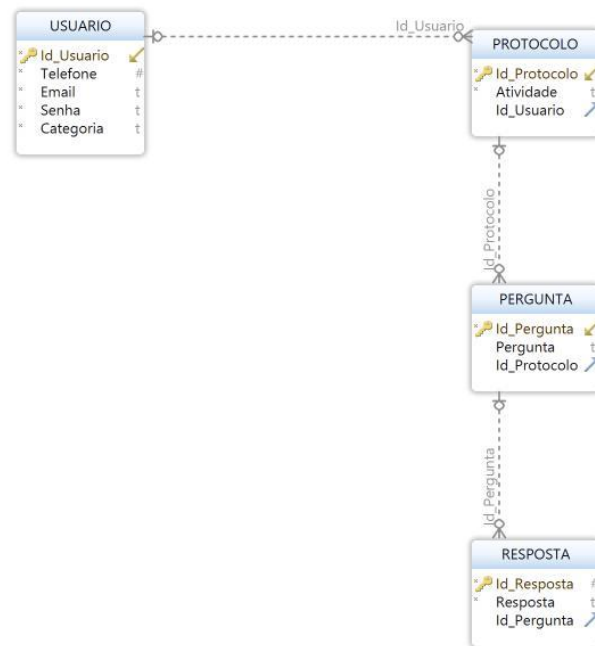 USUARIO
Id_Usuario
Telefone #
Email t
Senha t
Categoria t
Id_Usuario
PROTOCOLO
Id_Protocolo
Atividade t
Id_Usuario
Id_Protocolo
PERGUNTA
Id_Pergunta
Pergunta t
Id_Protocolo
Id_Pergunta
RESPOSTA
Id_Resposta #
Resposta t
Id_Pergunta